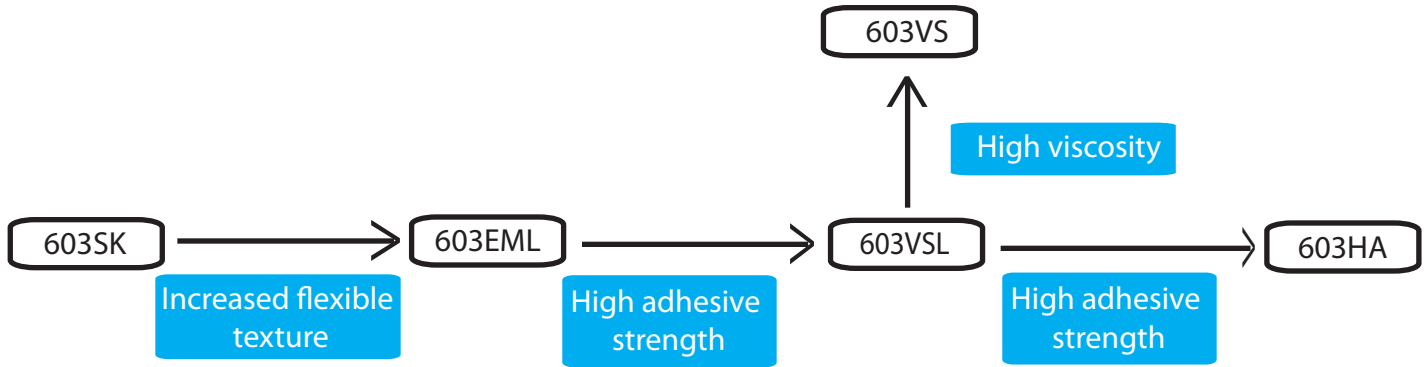 603VS
High viscosity
603SK
603EML
603VSL
603HA
Increased flexible
texture
High adhesive
strength
High adhesive
strength